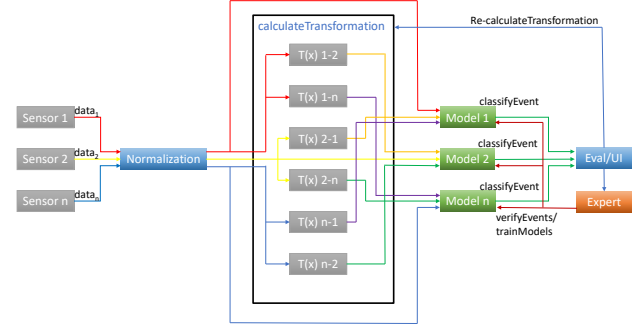 Re-calculateTransformation
calculateTransformation
T(x) 1-2
T(x) 1-n
classifyEvent
data1
Sensor 1
Model 1
T(x) 2-1
classifyEvent
data2
Sensor 2
Normalization
Model 2
Eval/UI
T(x) 2-n
classifyEvent
datan
Sensor n
Model n
Expert
T(x) n-1
verifyEvents/
trainModels
T(x) n-2